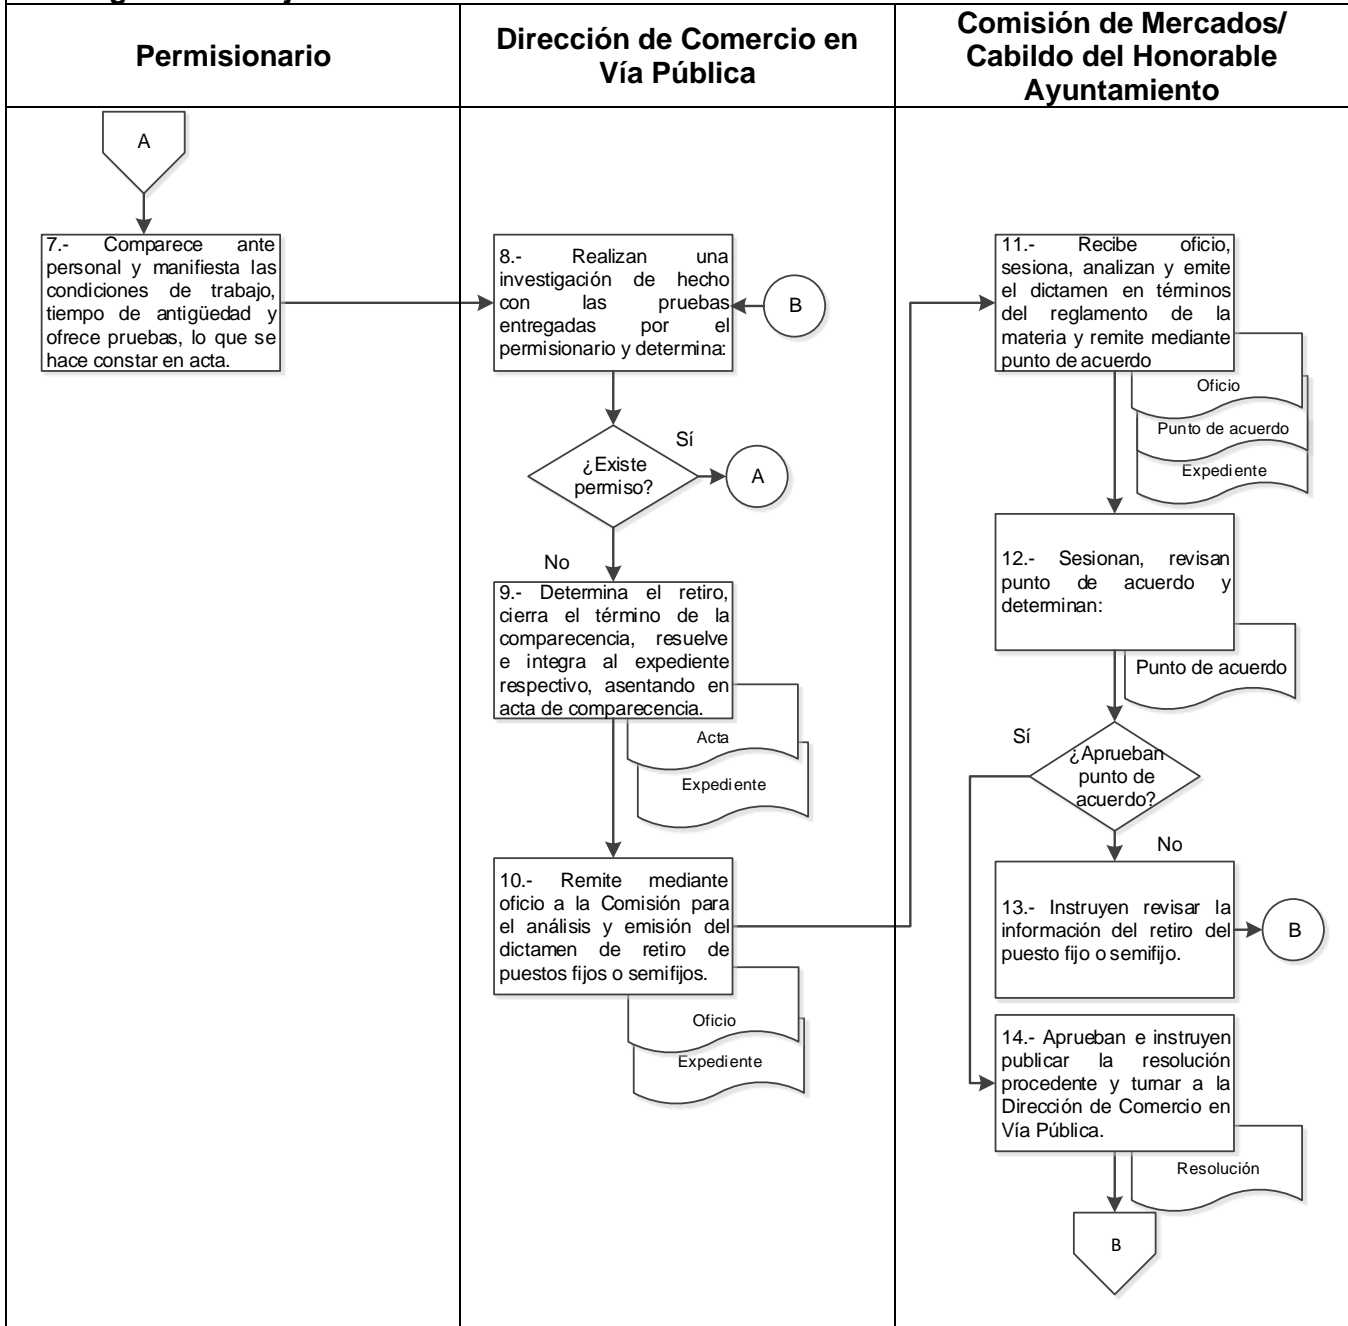 Permisionario
Dirección de Comercio en
Vía Pública
Comisión de Mercados/
Cabildo del Honorable
Ayuntamiento
A
7.- Comparece ante
personal y manifiesta las
condiciones de trabajo,
tiempo de antigüedad y
ofrece pruebas, lo que se
hace constar en acta.
8.- Realizan una
investigación de hecho
con las pruebas
entregadas por el
permisionario y determina:
B
¿Existe
permiso?
Sí
A
No
9.- Determina el retiro,
cierra el término de la
comparecencia, resuelve
e integra al expediente
respectivo, asentando en
acta de comparecencia.
Acta
Expediente
10.- Remite mediante
oficio a la Comisión para
el análisis y emisión del
dictamen de retiro de
puestos fijos o semifijos.
Oficio
Expediente
11.- Recibe oficio,
sesiona, analizan y emite
el dictamen en términos
del reglamento de la
materia y remite mediante
punto de acuerdo
Oficio
Punto de acuerdo
Expediente
12.- Sesionan, revisan
punto de acuerdo y
determinan:
Punto de acuerdo
Sí
¿Aprueban
punto de
acuerdo?
No
13.- Instruyen revisar la
información del retiro del
puesto fijo o semifijo.
B
14.- Aprueban e instruyen
publicar la resolución
procedente y turnar a la
Dirección de Comercio en
Vía Pública.
Resolución
B